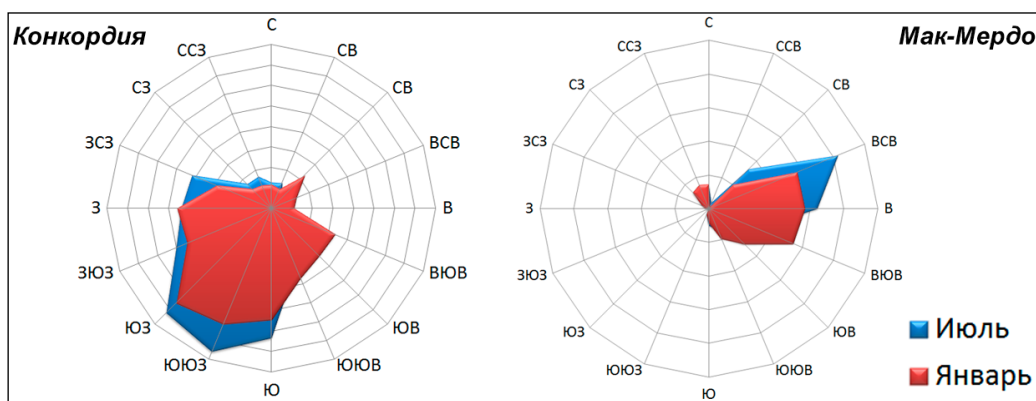 Конкордия
С
СВ
СВ
ВСВ
В
ВЮВ
ЮВ
ЮЮВ
Ю
ЮЮЗ
ЮЗ
ЗЮЗ
З
ЗСЗ
СЗ
ССЗ
Мак-Мердо
С
ССВ
СВ
ВСВ
В
ВЮВ
ЮВ
ЮЮВ
Ю
ЮЮЗ
ЮЗ
ЗЮЗ
З
ЗСЗ
СЗ
ССЗ
Июль
Январь